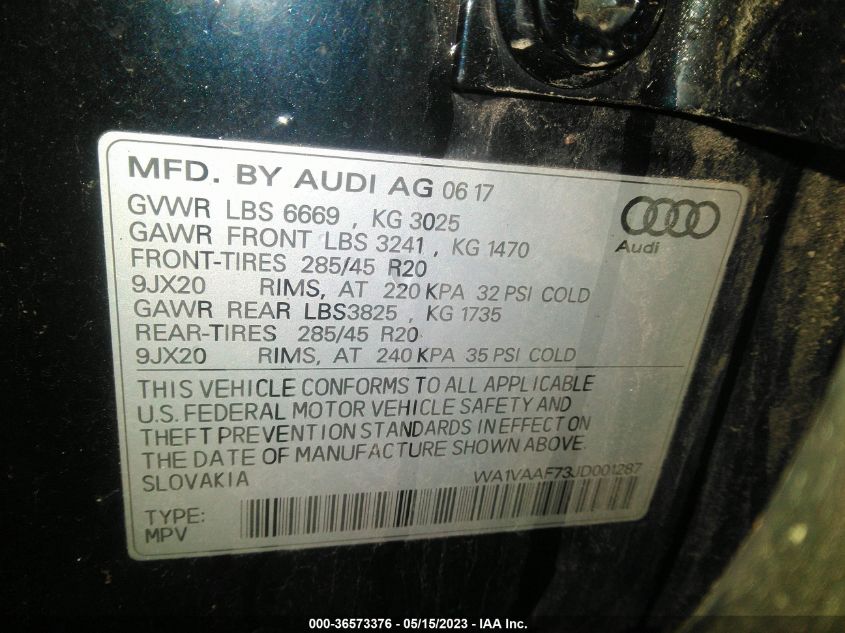 MFD. BY AUDI AG 06 17
GVWR LBS 6669 , KG 3025
GAWR FRONT LBS 3241 , KG 1470
FRONT-TIRES 285/45 R20
9JX20 RIMS, AT 220 KPA 32 PSI COLD
GAWR REAR LBS3825 , KG 1735
REAR-TIRES 285/45 R20
9JX20 RIMS, AT 240 KPA 35 PSI COLD
Audi
THIS VEHICLE CONFORMS TO ALL APPLICABLE
U.S. FEDERAL MOTOR VEHICLE SAFETY AND
THEFT PREVENTION STANDARDS IN EFFECT ON
THE DATE OF MANUFACTURE SHOWN ABOVE.
SLOVAKIA WA1VAAF73JD001287
TYPE:
MPV
000-36573376 - 05/15/2023 - IAA Inc.